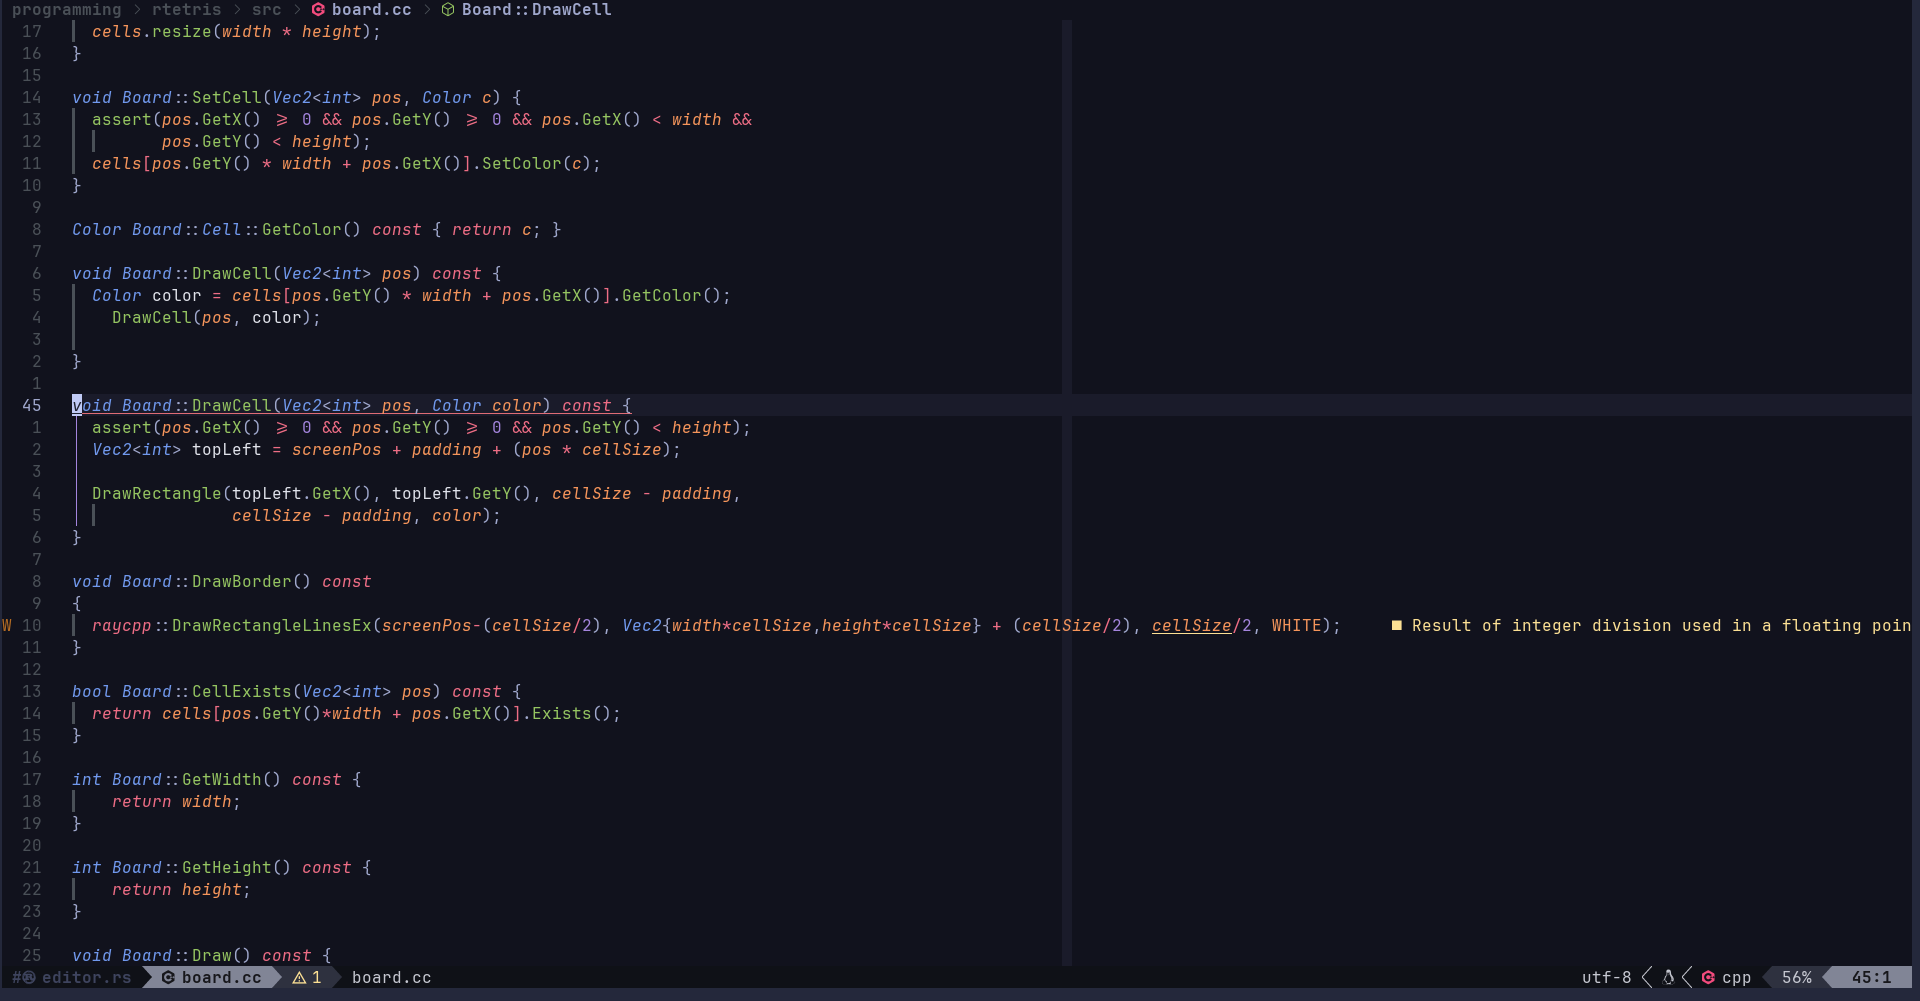 programming > rtetris > src > board.cc > Board::DrawCell
17 cells.resize(width * height);
16 }
15
14 void Board::SetCell(Vec2<int> pos, Color c) {
13 assert(pos.GetX() >= 0 && pos.GetY() >= 0 && pos.GetX() < width &&
12 pos.GetY() < height);
11 cells[pos.GetY() * width + pos.GetX()].SetColor(c);
10 }
9
8 Color Board::Cell::GetColor() const { return c; }
7
6 void Board::DrawCell(Vec2<int> pos) const {
5 Color color = cells[pos.GetY() * width + pos.GetX()].GetColor();
4 DrawCell(pos, color);
3
2 }
1
45 void Board::DrawCell(Vec2<int> pos, Color color) const {
1 assert(pos.GetX() >= 0 && pos.GetY() >= 0 && pos.GetY() < height);
2 Vec2<int> topLeft = screenPos + padding + (pos * cellSize);
3
4 DrawRectangle(topLeft.GetX(), topLeft.GetY(), cellSize - padding,
5 cellSize - padding, color);
6 }
7
8 void Board::DrawBorder() const
9 {
W 10 raycpp::DrawRectangleLinesEx(screenPos-(cellSize/2), Vec2{width*cellSize,height*cellSize} + (cellSize/2), cellSize/2, WHITE); ■ Result of integer division used in a floating poin
11 }
12
13 bool Board::CellExists(Vec2<int> pos) const {
14 return cells[pos.GetY()*width + pos.GetX()].Exists();
15 }
16
17 int Board::GetWidth() const {
18 return width;
19 }
20
21 int Board::GetHeight() const {
22 return height;
23 }
24
25 void Board::Draw() const {
# editor.rs board.cc 1 board.cc utf-8 cpp 56% 45:1